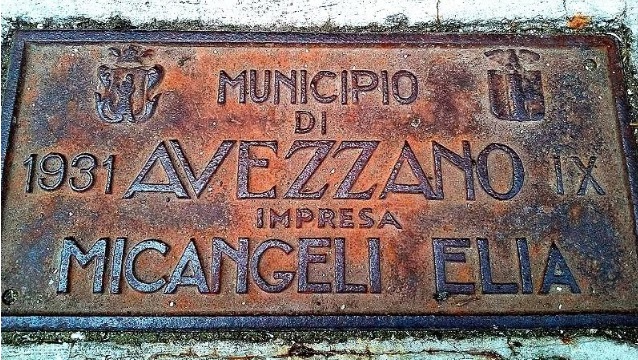 MUNICIPIO
DI
1931 AVEZZANO IX
IMPRESA
MICANGELI ELIA